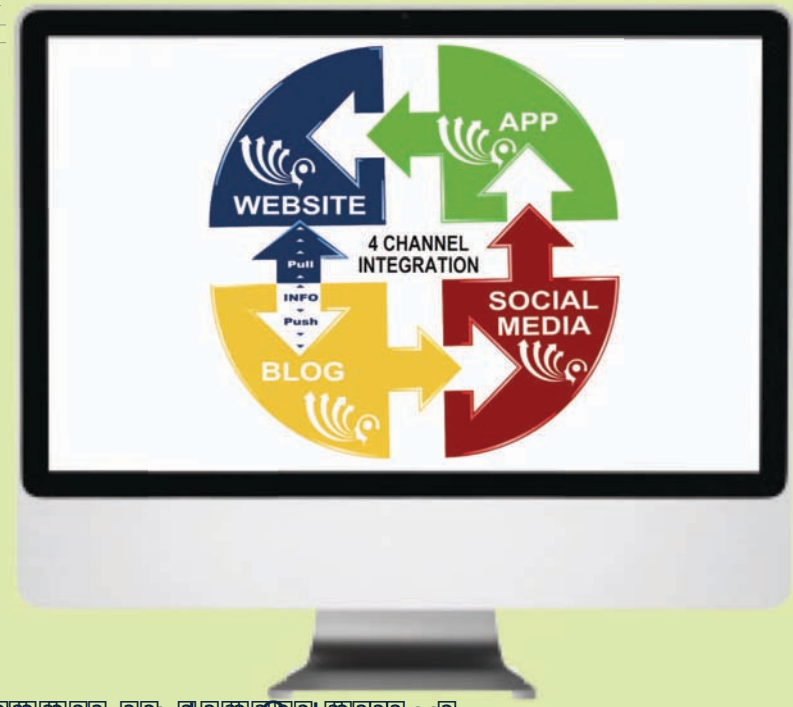 APP
WEBSITE
4 CHANNEL
INTEGRATION
Pull
INFO
Push
SOCIAL
MEDIA
BLOG